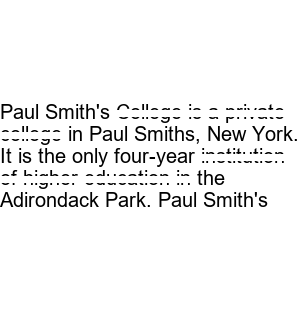 Paul Smith's College is a private
college in Paul Smiths, New York.
It is the only four-year institution
of higher education in the
Adirondack Park. Paul Smith's